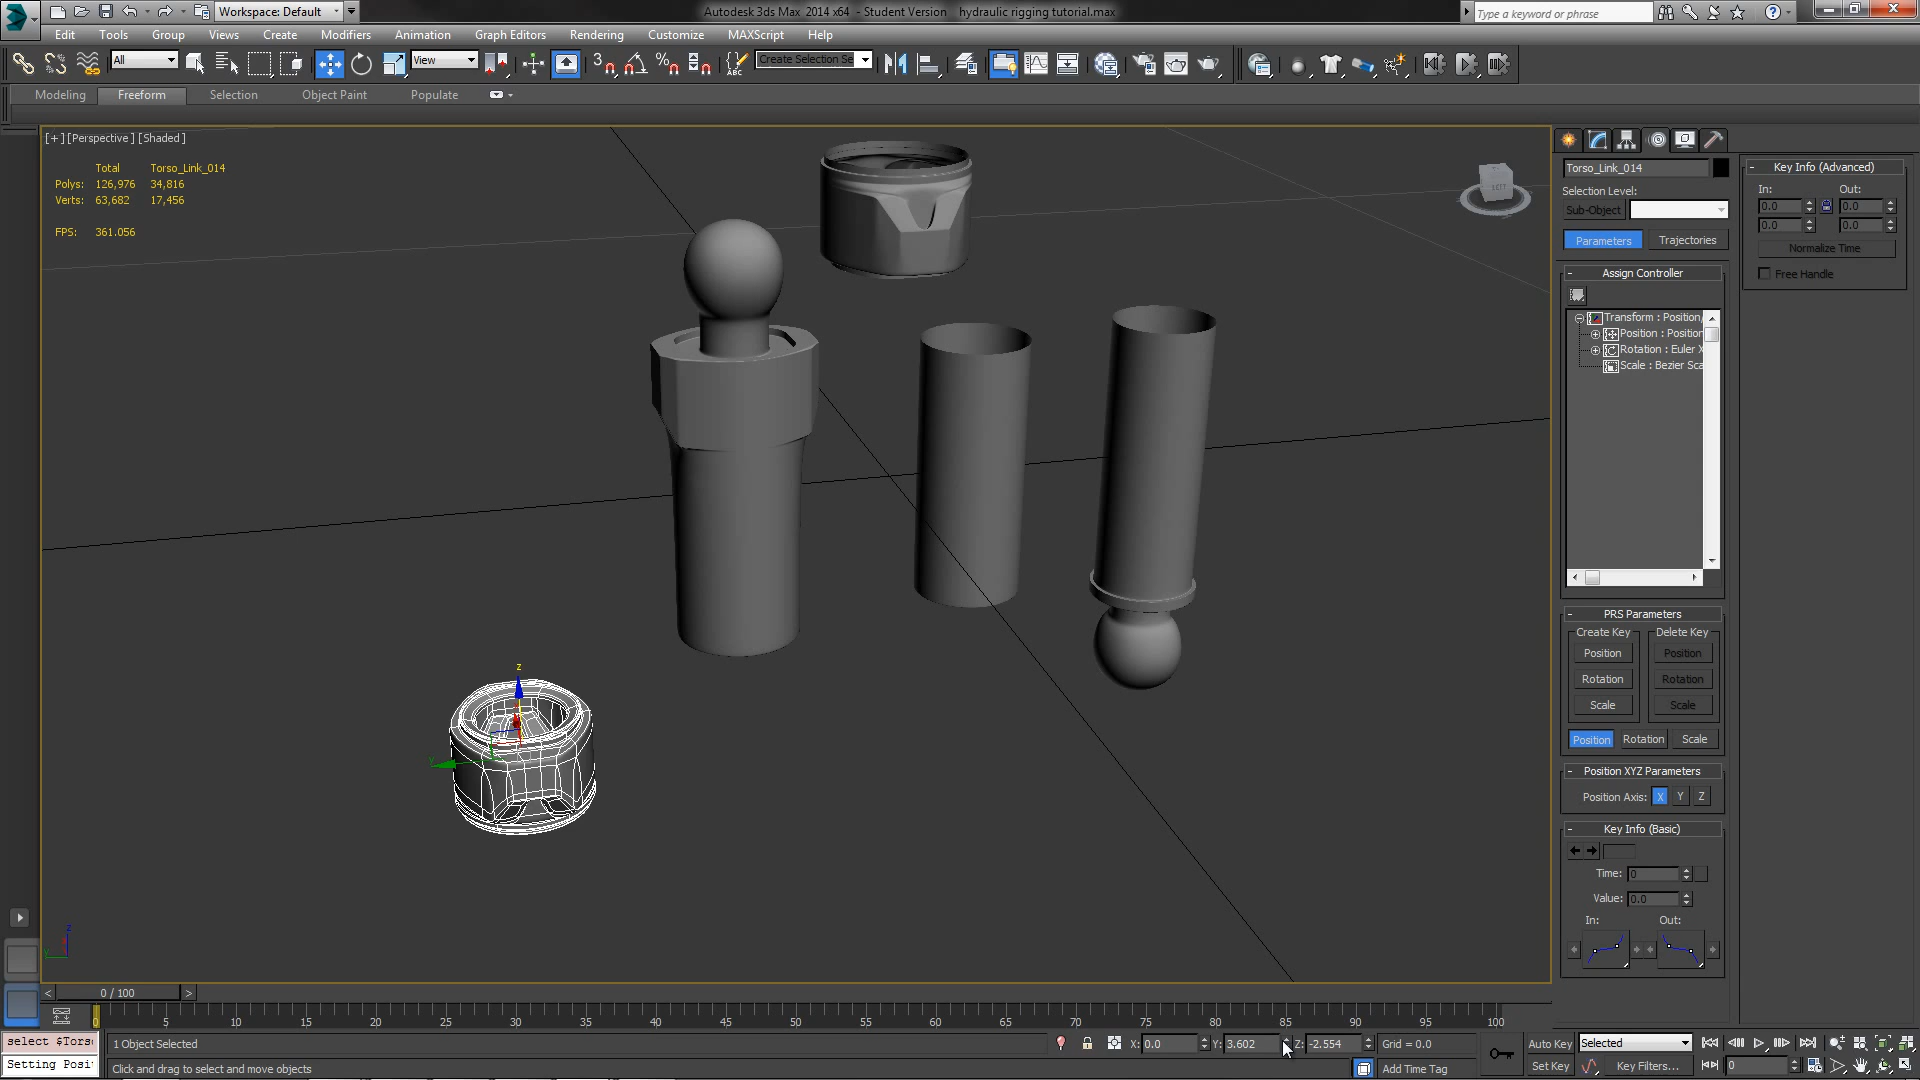 Workspace: Default
Autodesk 3ds Max 2014 x64 - Student Version hydraulic rigging tutorial.max
Type a keyword or phrase
Edit Tools Group Views Create Modifiers Animation Graph Editors Rendering Customize MAXScript Help
All View Create Selection Se
Modeling Freeform Selection Object Paint Populate
[+][Perspective][Shaded]
Total Torso_Link_014
Polys: 126,976 34,816
Verts: 63,682 17,456
FPS: 361.056
LEFT
z
y
Torso_Link_014
Selection Level:
Sub-Object
Parameters Trajectories
- Assign Controller
Transform : Position/
Position : Position
Rotation : Euler X
Scale : Bezier Sca
- PRS Parameters
Create Key Delete Key
Position Position
Rotation Rotation
Scale Scale
Position Rotation Scale
- Position XYZ Parameters
Position Axis: X Y Z
- Key Info (Basic)
Time: 0
Value: 0.0
In: Out:
- Key Info (Advanced)
In: Out:
0.0 0.0
0.0 0.0
Normalize Time
Free Handle
< 0 / 100 >
0 5 10 15 20 25 30 35 40 45 50 55 60 65 70 75 80 85 90 95 100
select $Tors
Setting Posi
1 Object Selected
Click and drag to select and move objects
X: 0.0 Y: 3.602 Z: -2.554 Grid = 0.0
Add Time Tag
Auto Key Selected
Set Key Key Filters... 0